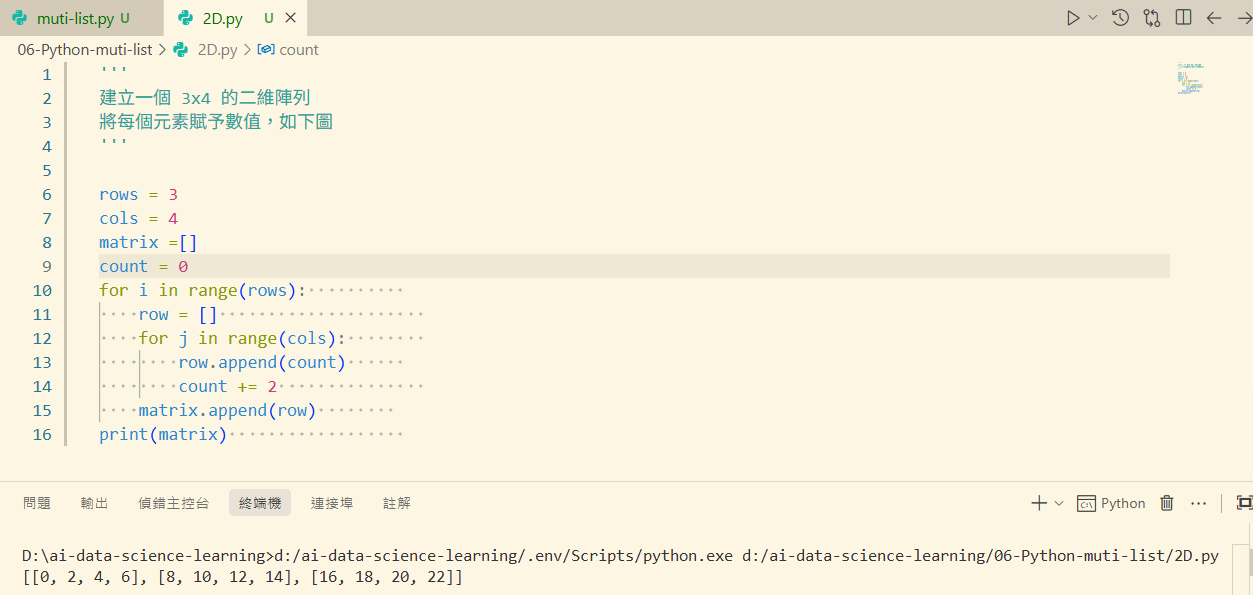 muti-list.py U 2D.py U
06-Python-muti-list > 2D.py > count
1 '''
2 建立一個 3x4 的二維陣列
3 將每個元素賦予數值，如下圖
4 '''
5
6 rows = 3
7 cols = 4
8 matrix =[]
9 count = 0
10 for i in range(rows):
11     row = []
12     for j in range(cols):
13         row.append(count)
14         count += 2
15     matrix.append(row)
16 print(matrix)
問題 輸出 偵錯主控台 終端機 連接埠 註解 Python
D:\ai-data-science-learning>d:/ai-data-science-learning/.env/Scripts/python.exe d:/ai-data-science-learning/06-Python-muti-list/2D.py
[[0, 2, 4, 6], [8, 10, 12, 14], [16, 18, 20, 22]]